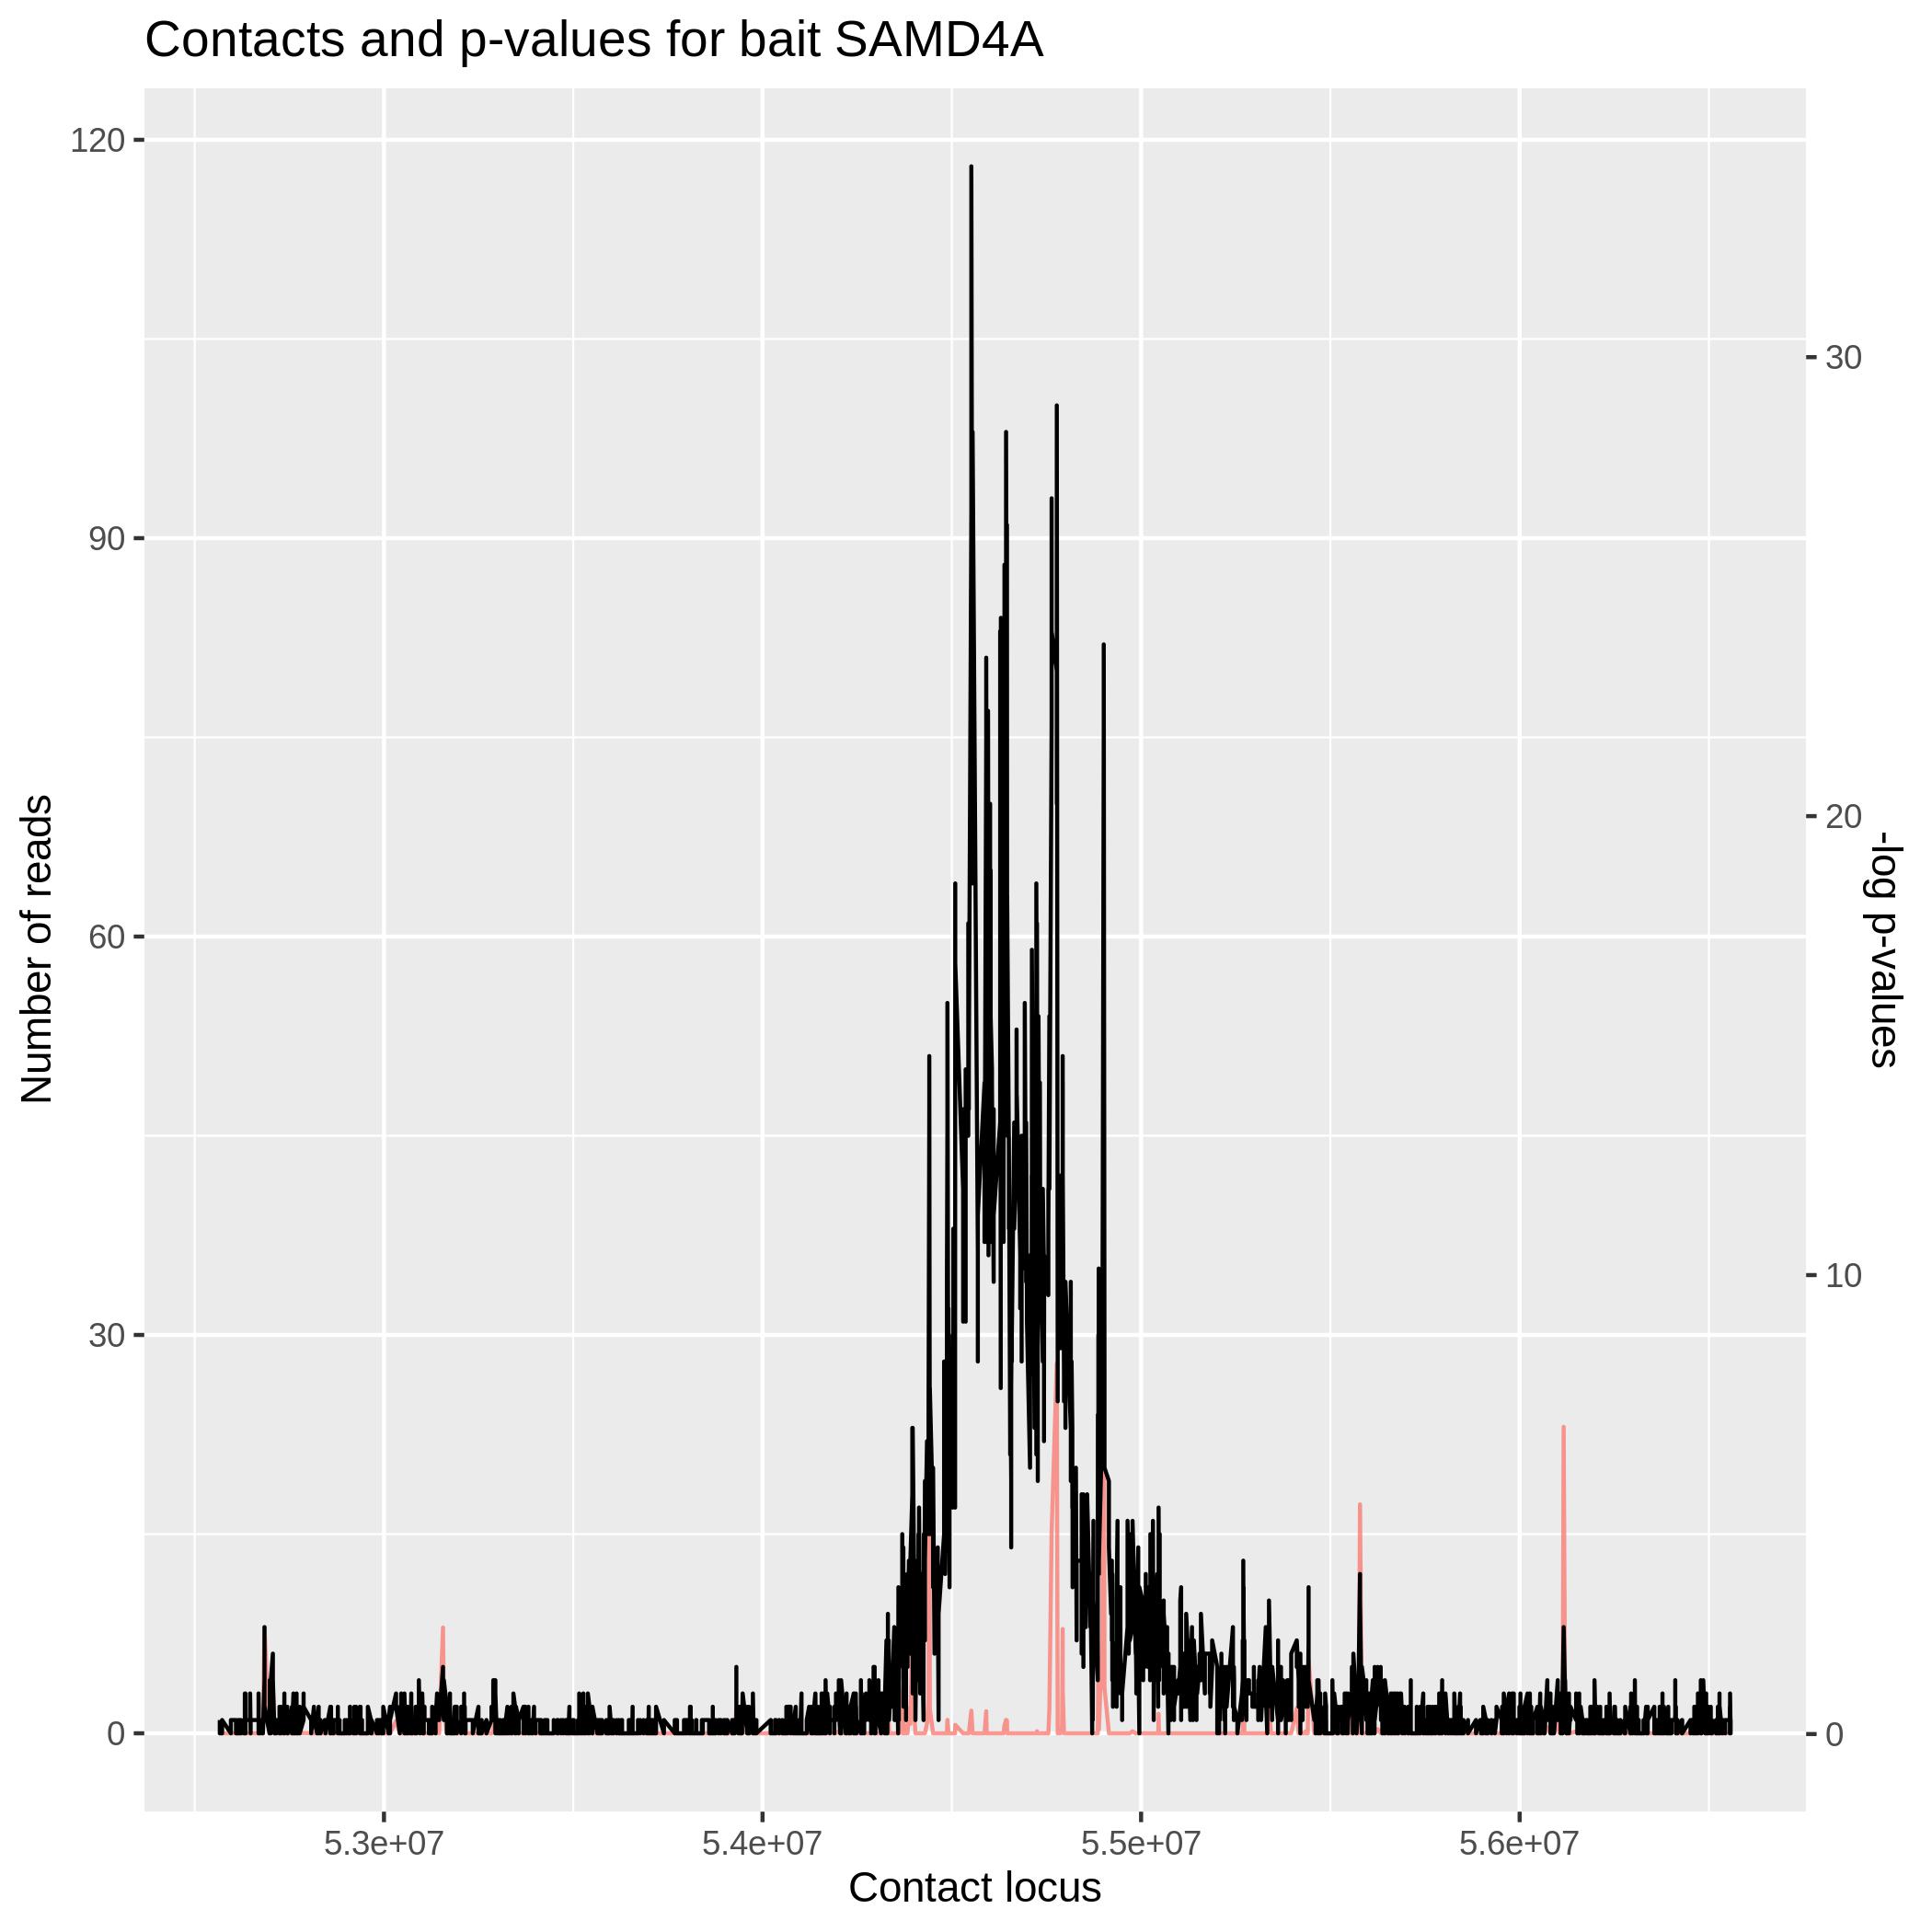 Contacts and p-values for bait SAMD4A
120
90
60
30
0
Number of reads
30
20
10
0
-log p-values
5.3e+07
5.4e+07
5.5e+07
5.6e+07
Contact locus